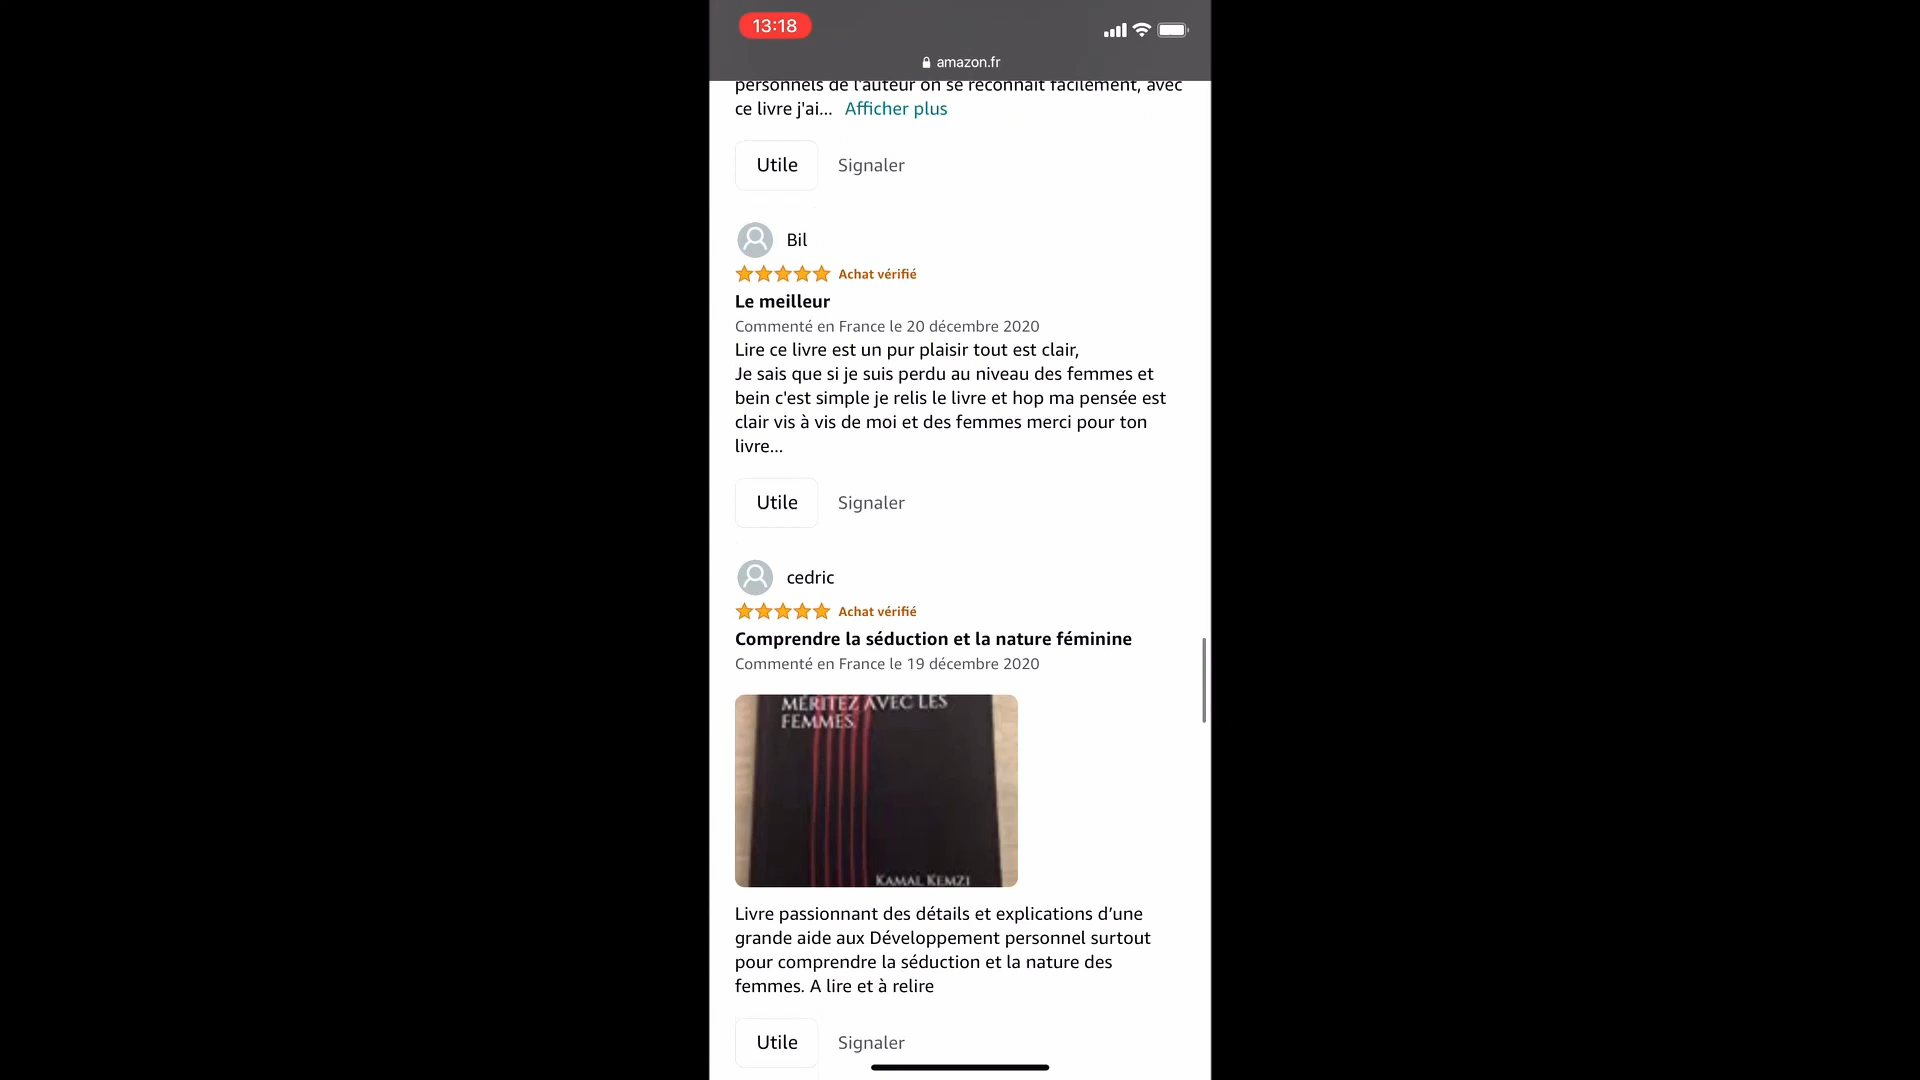 13:18
amazon.fr
personnels de l'auteur on se reconnaît facilement, avec
ce livre j'ai... Afficher plus
Utile Signaler
Bil
Achat vérifié
Le meilleur
Commenté en France le 20 décembre 2020
Lire ce livre est un pur plaisir tout est clair,
Je sais que si je suis perdu au niveau des femmes et
bein c'est simple je relis le livre et hop ma pensée est
clair vis à vis de moi et des femmes merci pour ton
livre...
Utile Signaler
cedric
Achat vérifié
Comprendre la séduction et la nature féminine
Commenté en France le 19 décembre 2020
MÉRITEZ AVEC LES
FEMMES
KAMAL KEMZI
Livre passionnant des détails et explications d’une
grande aide aux Développement personnel surtout
pour comprendre la séduction et la nature des
femmes. A lire et à relire
Utile Signaler